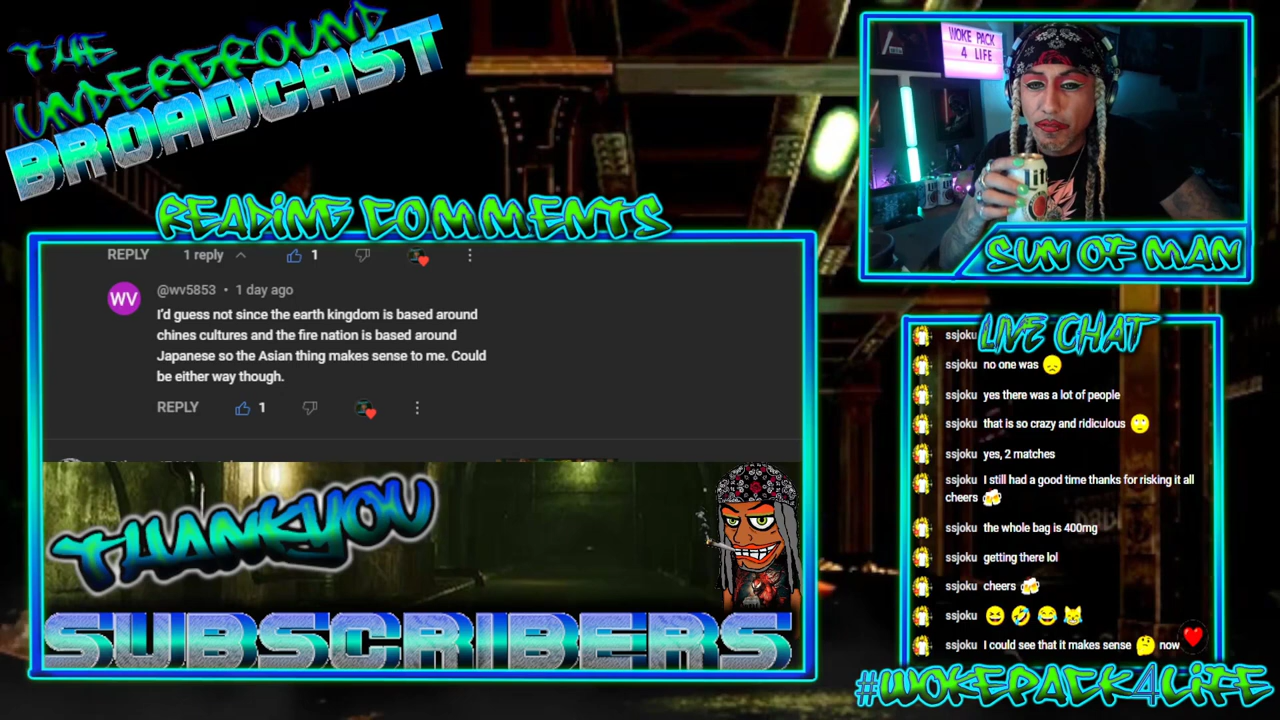 THE
UNDERGROUND
BROADCAST
READING COMMENTS
REPLY 1 reply 1
WV @wv5853 • 1 day ago
I'd guess not since the earth kingdom is based around
chines cultures and the fire nation is based around
Japanese so the Asian thing makes sense to me. Could
be either way though.
REPLY 1
THANKYOU
SUBSCRIBERS
WOKE PACK
4 LIFE
SUN OF MAN
LIVE CHAT
ssjoku
ssjoku no one was 😞
ssjoku yes there was a lot of people
ssjoku that is so crazy and ridiculous 🙄
ssjoku yes, 2 matches
ssjoku I still had a good time thanks for risking it all
cheers 🍻
ssjoku the whole bag is 400mg
ssjoku getting there lol
ssjoku cheers 🍻
ssjoku 😆 🤣 😂 😹
ssjoku I could see that it makes sense 🤔 now
#WOKEPACK4LIFE